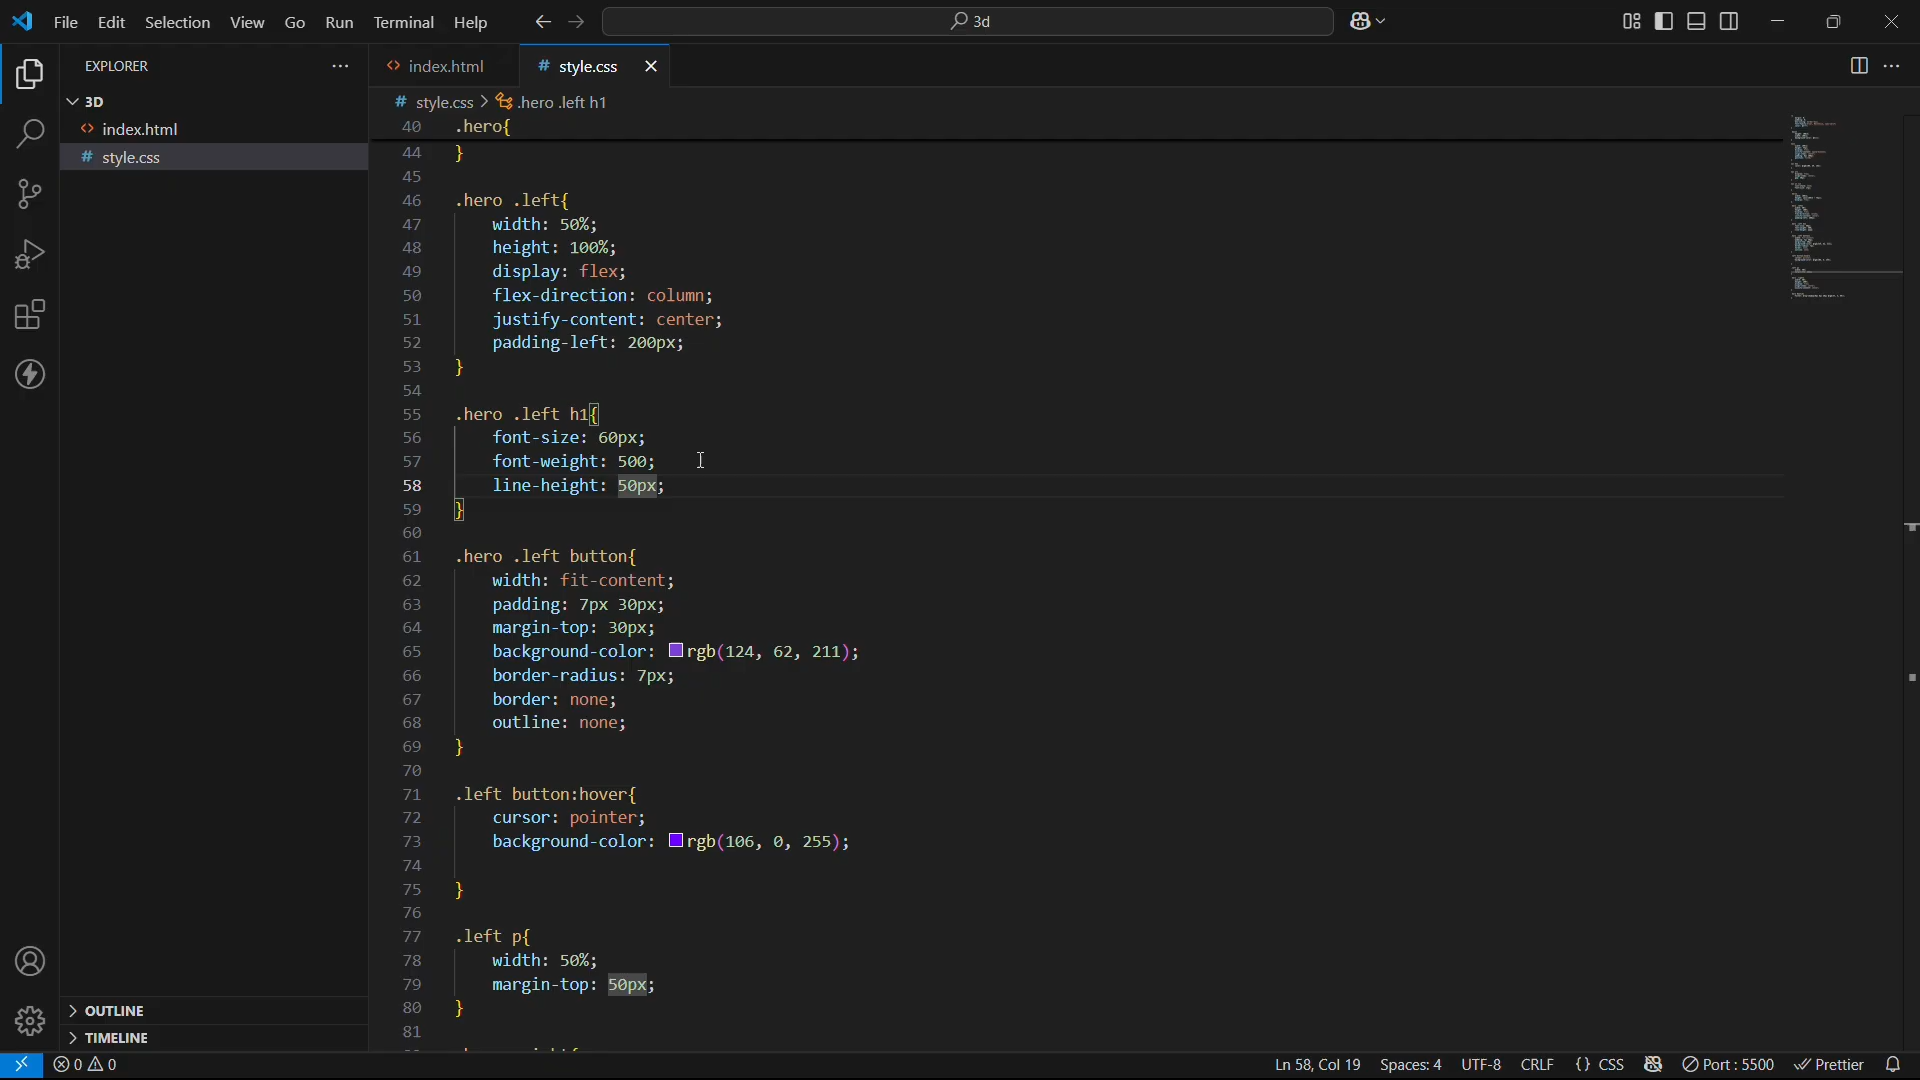 File Edit Selection View Go Run Terminal Help
3d
EXPLORER
3D
index.html
style.css
OUTLINE
TIMELINE
index.html
# style.css
# style.css > .hero .left h1
40 .hero{
44 }
45
46 .hero .left{
47 width: 50%;
48 height: 100%;
49 display: flex;
50 flex-direction: column;
51 justify-content: center;
52 padding-left: 200px;
53 }
54
55 .hero .left h1{
56 font-size: 60px;
57 font-weight: 500;
58 line-height: 50px;
59 }
60
61 .hero .left button{
62 width: fit-content;
63 padding: 7px 30px;
64 margin-top: 30px;
65 background-color: rgb(124, 62, 211);
66 border-radius: 7px;
67 border: none;
68 outline: none;
69 }
70
71 .left button:hover{
72 cursor: pointer;
73 background-color: rgb(106, 0, 255);
74
75 }
76
77 .left p{
78 width: 50%;
79 margin-top: 50px;
80 }
81
0 0
Ln 58, Col 19 Spaces: 4 UTF-8 CRLF {} CSS Port : 5500 Prettier